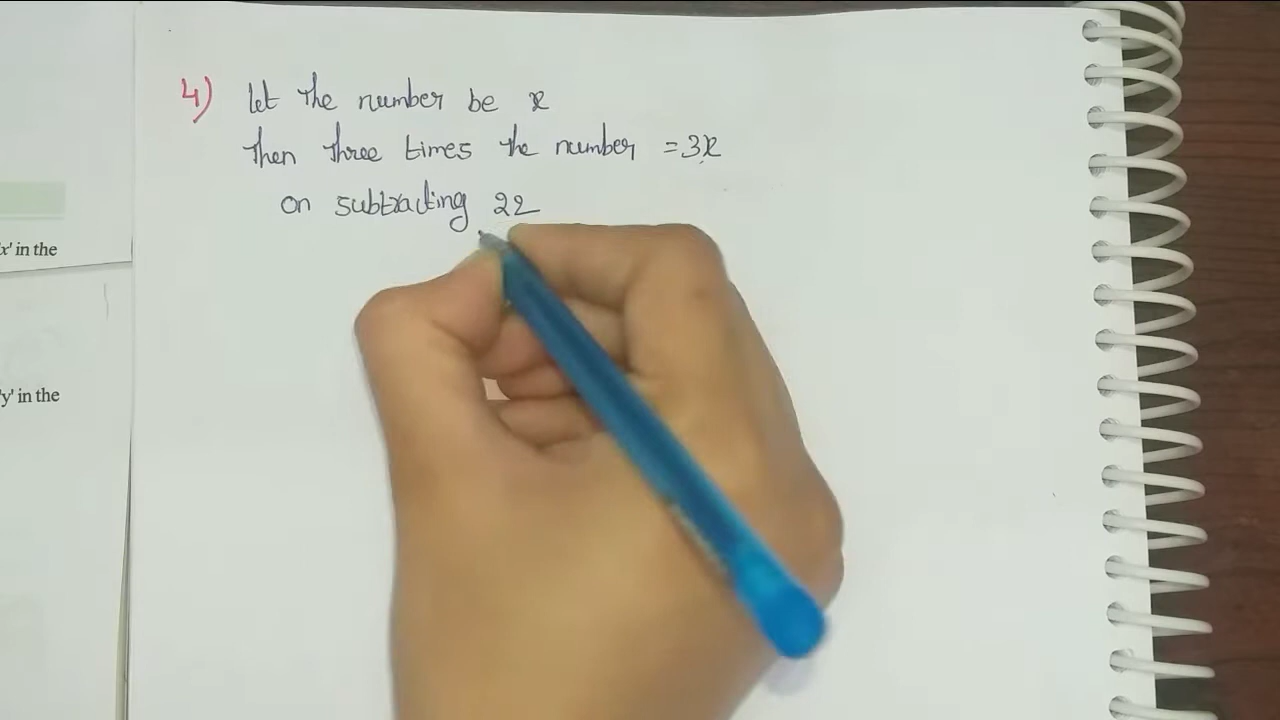 4) let the number be x
then three times the number =3x
on subtracting 22
'x' in the
'y' in the